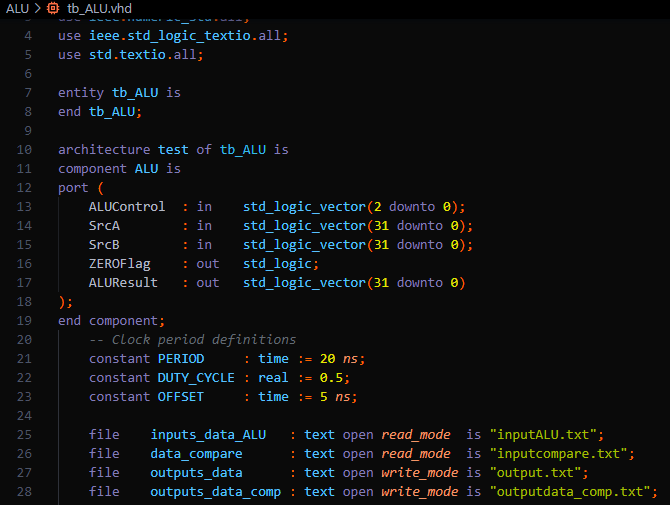 ALU > tb_ALU.vhd
use ieee.numeric_std.all;
4 use ieee.std_logic_textio.all;
5 use std.textio.all;
6
7 entity tb_ALU is
8 end tb_ALU;
9
10 architecture test of tb_ALU is
11 component ALU is
12 port (
13     ALUControl  : in    std_logic_vector(2 downto 0);
14     SrcA        : in    std_logic_vector(31 downto 0);
15     SrcB        : in    std_logic_vector(31 downto 0);
16     ZEROFlag    : out   std_logic;
17     ALUResult   : out   std_logic_vector(31 downto 0)
18 );
19 end component;
20     -- Clock period definitions
21     constant PERIOD     : time := 20 ns;
22     constant DUTY_CYCLE : real := 0.5;
23     constant OFFSET     : time := 5 ns;
24
25     file    inputs_data_ALU   : text open read_mode  is "inputALU.txt";
26     file    data_compare      : text open read_mode  is "inputcompare.txt";
27     file    outputs_data      : text open write_mode is "output.txt";
28     file    outputs_data_comp : text open write_mode is "outputdata_comp.txt";